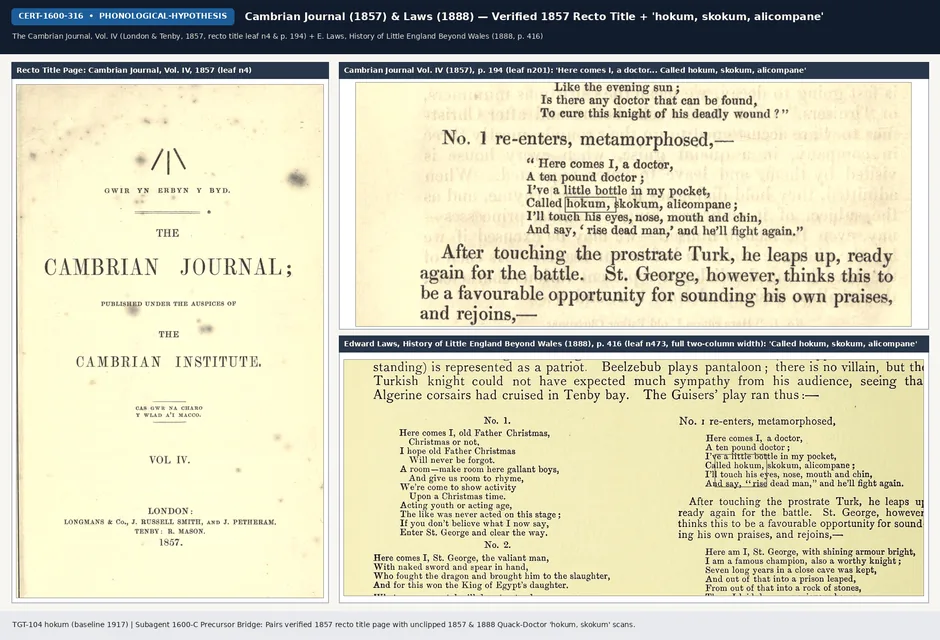 CERT-1600-316 • PHONOLOGICAL-HYPOTHESIS
Cambrian Journal (1857) & Laws (1888) — Verified 1857 Recto Title + 'hokum, skokum, alicompane'
The Cambrian Journal, Vol. IV (London & Tenby, 1857, recto title leaf n4 & p. 194) + E. Laws, History of Little England Beyond Wales (1888, p. 416)
Recto Title Page: Cambrian Journal, Vol. IV, 1857 (leaf n4)
GWIR YN ERBYN Y BYD.
THE
CAMBRIAN JOURNAL;
PUBLISHED UNDER THE AUSPICES OF
THE
CAMBRIAN INSTITUTE.
CAS GWR NA CHARO
Y WLAD A'I MACCO.
VOL IV.
LONDON:
LONGMANS & Co., J. RUSSELL SMITH, AND J. PETHERAM.
TENBY: R. MASON.
1857.
Cambrian Journal Vol. IV (1857), p. 194 (leaf n201): 'Here comes I, a doctor... Called hokum, skokum, alicompane'
Like the evening sun;
Is there any doctor that can be found,
To cure this knight of his deadly wound?"
No. 1 re-enters, metamorphosed,—
"Here comes I, a doctor,
A ten pound doctor;
I've a little bottle in my pocket,
Called hokum, skokum, alicompane;
I'll touch his eyes, nose, mouth and chin,
And say, 'rise dead man,' and he'll fight again."
After touching the prostrate Turk, he leaps up, ready
again for the battle. St. George, however, thinks this to
be a favourable opportunity for sounding his own praises,
and rejoins,—
Edward Laws, History of Little England Beyond Wales (1888), p. 416 (leaf n473, full two-column width): 'Called hokum, skokum, alicompane'
standing) is represented as a patriot. Beelzebub plays pantaloon; there is no villain, but the
Turkish knight could not have expected much sympathy from his audience, seeing tha
Algerine corsairs had cruised in Tenby bay. The Guisers' play ran thus:—
No. 1.
Here comes I, old Father Christmas,
Christmas or not,
I hope old Father Christmas
Will never be forgot.
A room—make room here gallant boys,
And give us room to rhyme,
We're come to show activity
Upon a Christmas time.
Acting youth or acting age,
The like was never acted on this stage;
If you don't believe what I now say,
Enter St. George and clear the way.
No. 2.
Here comes I, St. George, the valiant man,
With naked sword and spear in hand,
Who fought the dragon and brought him to the slaughter,
And for this won the King of Egypt's daughter.
No. 1 re-enters, metamorphosed,
Here comes I, a doctor,
A ten pound doctor;
I've a little bottle in my pocket,
Called hokum, skokum, alicompane;
I'll touch his eyes, nose, mouth and chin,
And say, "rise dead man," and he'll fight again.
After touching the prostrate Turk, he leaps up
ready again for the battle. St. George, however
thinks this to be a favourable opportunity for sound
ing his own praises, and rejoins,—
Here am I, St. George, with shining armour bright,
I am a famous champion, also a worthy knight;
Seven long years in a close cave was kept,
And out of that into a prison leaped,
From out of that into a rock of stones,
TGT-104 hokum (baseline 1917) | Subagent 1600-C Precursor Bridge: Pairs verified 1857 recto title page with unclipped 1857 & 1888 Quack-Doctor 'hokum, skokum' scans.